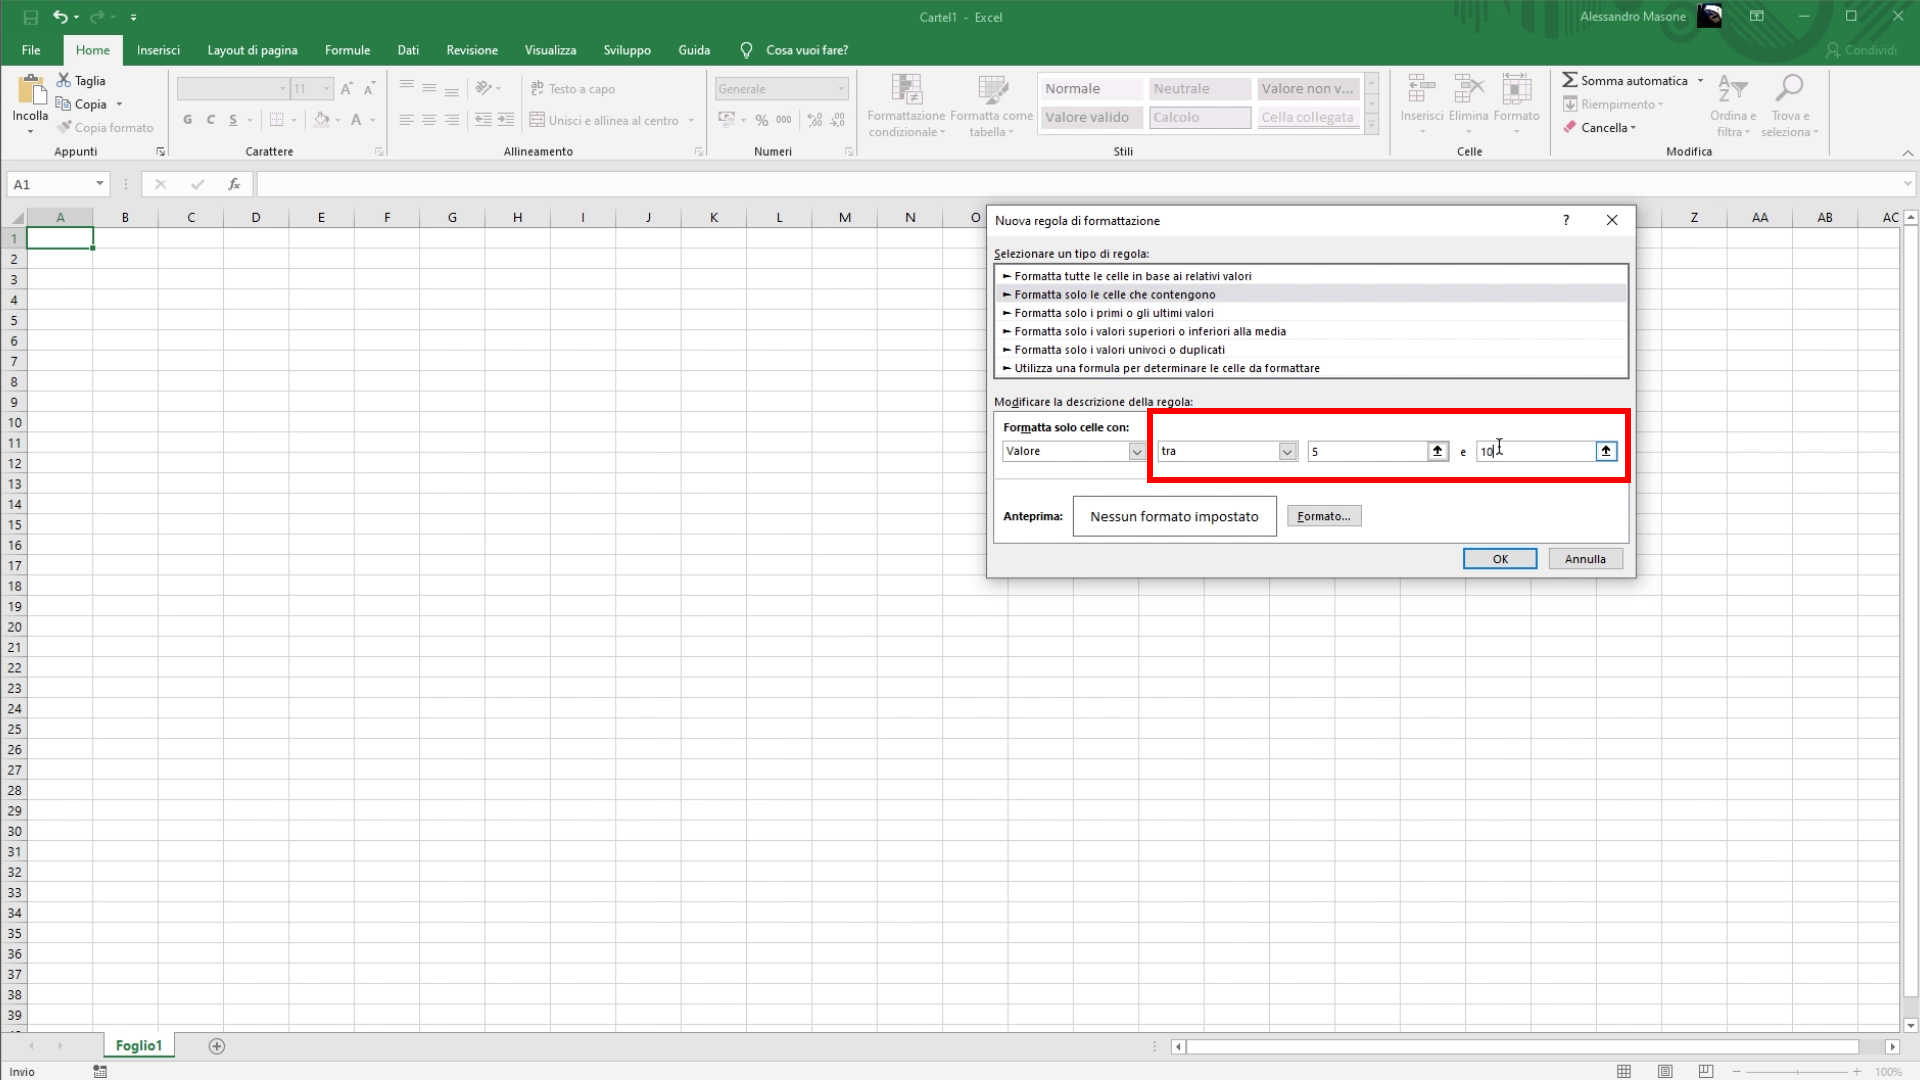 Cartel1 - Excel
Alessandro Masone
File Home Inserisci Layout di pagina Formule Dati Revisione Visualizza Sviluppo Guida Cosa vuoi fare? Condividi
Incolla
Taglia
Copia
Copia formato
Appunti
11
G C S
A
Carattere
ab Testo a capo
Unisci e allinea al centro
Allineamento
Generale
% 000
Numeri
Formattazione condizionale
Formatta come tabella
Normale Neutrale Valore non v...
Valore valido Calcolo Cella collegata
Stili
Inserisci Elimina Formato
Celle
Somma automatica
Riempimento
Cancella
Ordina e filtra
Trova e seleziona
Modifica
A1
fx
A B C D E F G H I J K L M N O Z AA AB AC
1
2
3
4
5
6
7
8
9
10
11
12
13
14
15
16
17
18
19
20
21
22
23
24
25
26
27
28
29
30
31
32
33
34
35
36
37
38
39
Nuova regola di formattazione ?
Selezionare un tipo di regola:
► Formatta tutte le celle in base ai relativi valori
► Formatta solo le celle che contengono
► Formatta solo i primi o gli ultimi valori
► Formatta solo i valori superiori o inferiori alla media
► Formatta solo i valori univoci o duplicati
► Utilizza una formula per determinare le celle da formattare
Modificare la descrizione della regola:
Formatta solo celle con:
Valore tra 5 e 10
Anteprima: Nessun formato impostato Formato...
OK Annulla
Foglio1
Invio
100%